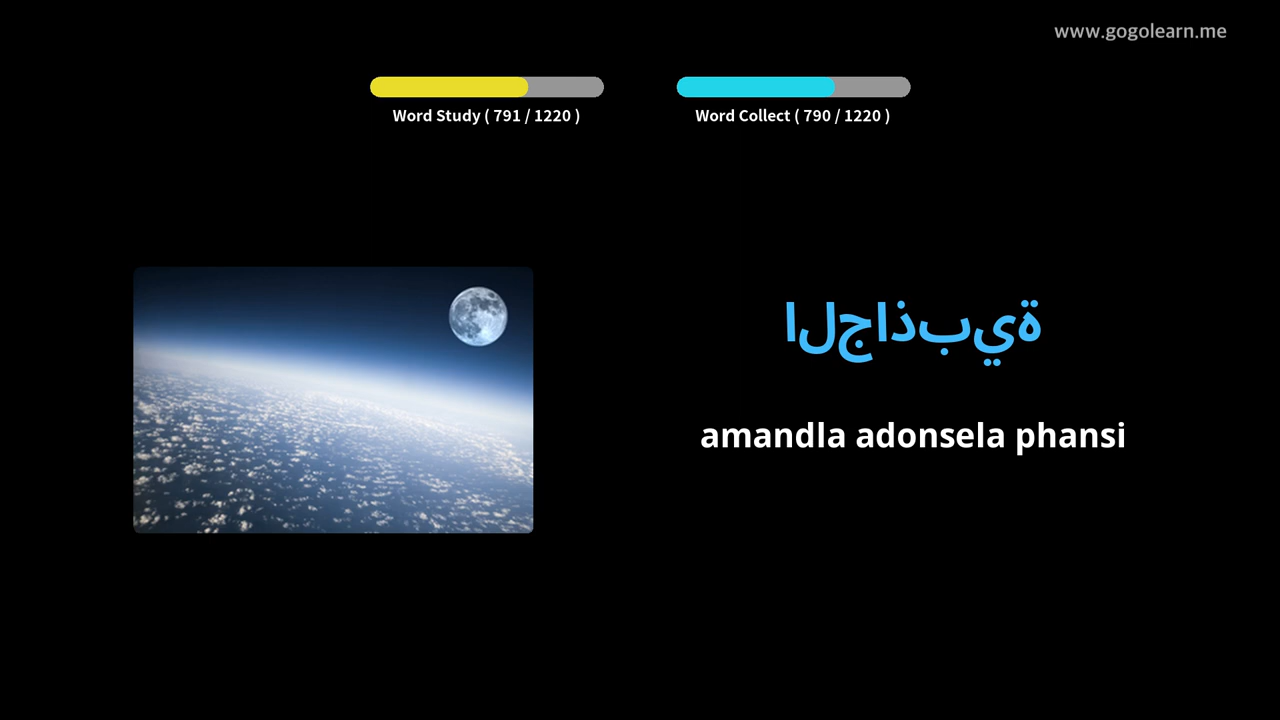 www.gogolearn.me
Word Study ( 791 / 1220 )
Word Collect ( 790 / 1220 )
الجاذبية
amandla adonsela phansi